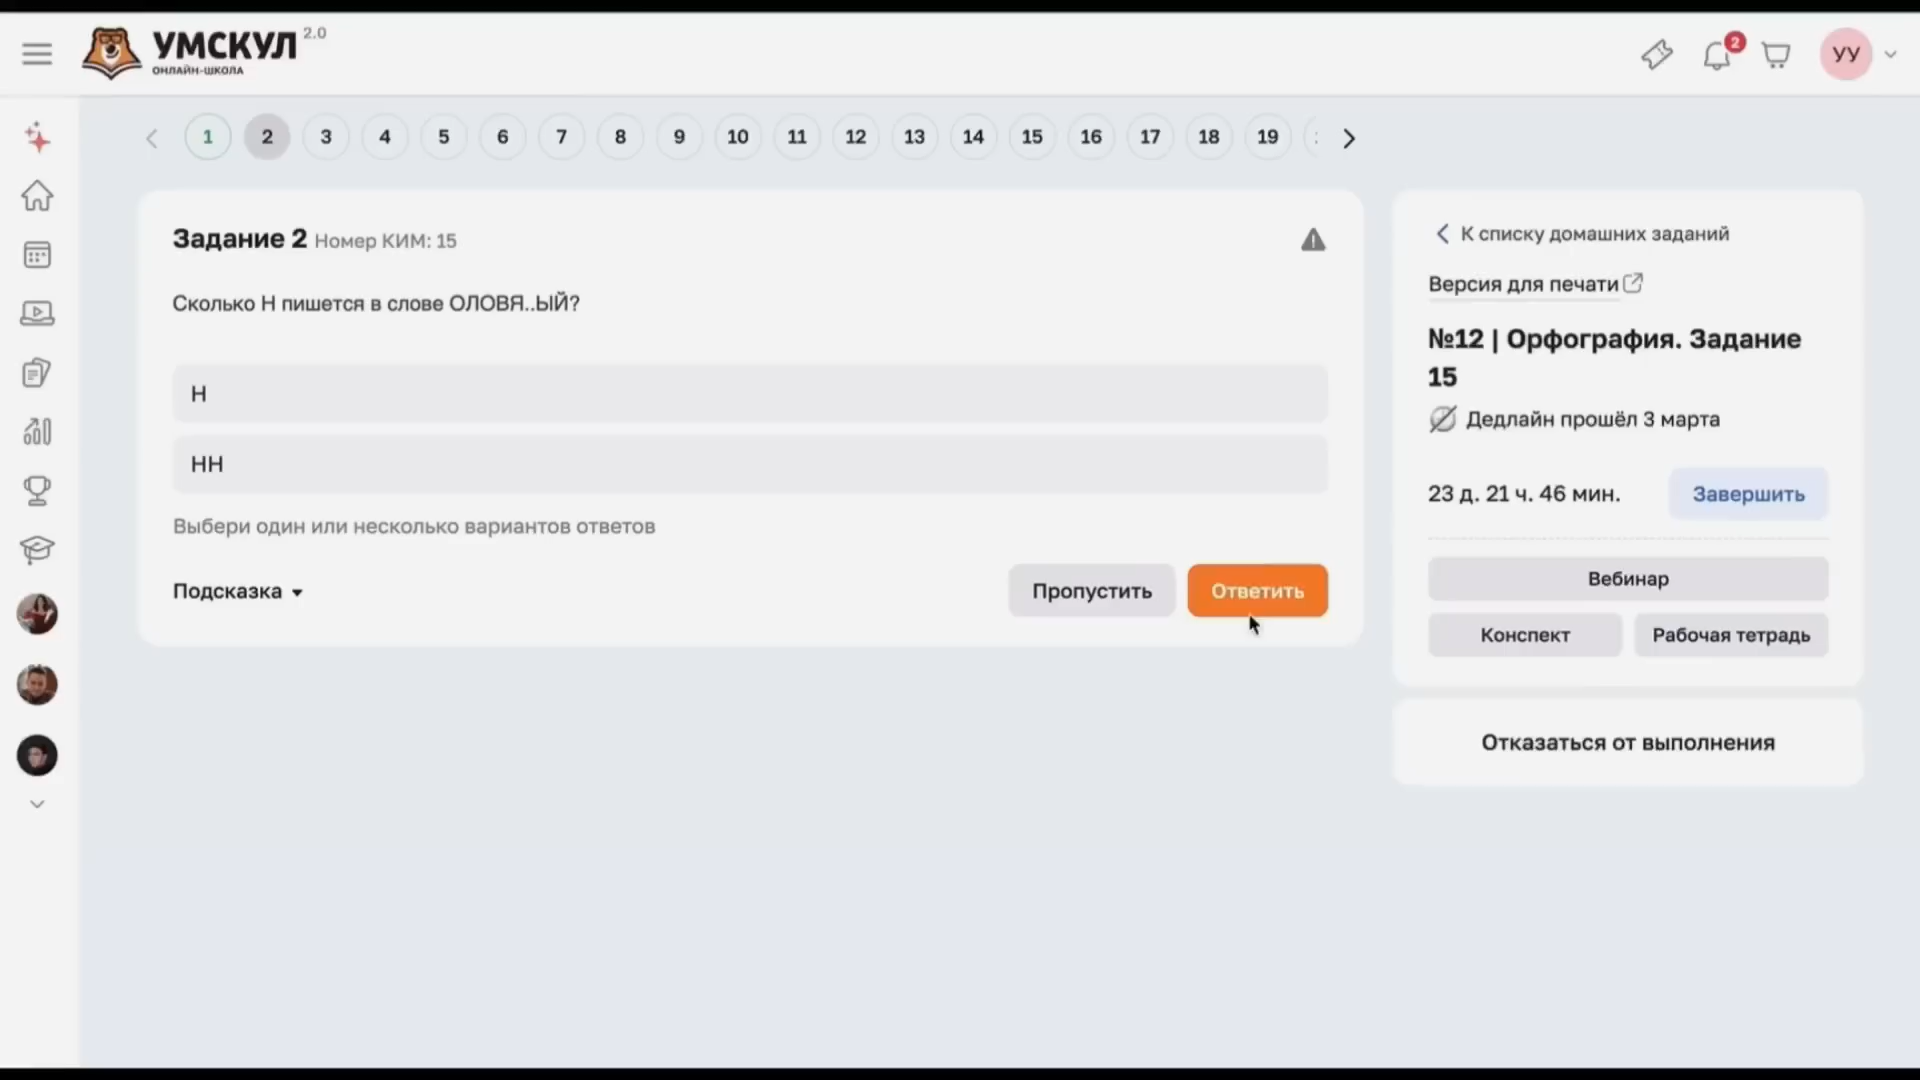 УМСКУЛ 2.0
ОНЛАЙН-ШКОЛА
2
УУ
1 2 3 4 5 6 7 8 9 10 11 12 13 14 15 16 17 18 19
Задание 2 Номер КИМ: 15
Сколько Н пишется в слове ОЛОВЯ..ЫЙ?
Н
НН
Выбери один или несколько вариантов ответов
Подсказка
Пропустить
Ответить
К списку домашних заданий
Версия для печати
№12 | Орфография. Задание
15
Дедлайн прошёл 3 марта
23 д. 21 ч. 46 мин.
Завершить
Вебинар
Конспект
Рабочая тетрадь
Отказаться от выполнения